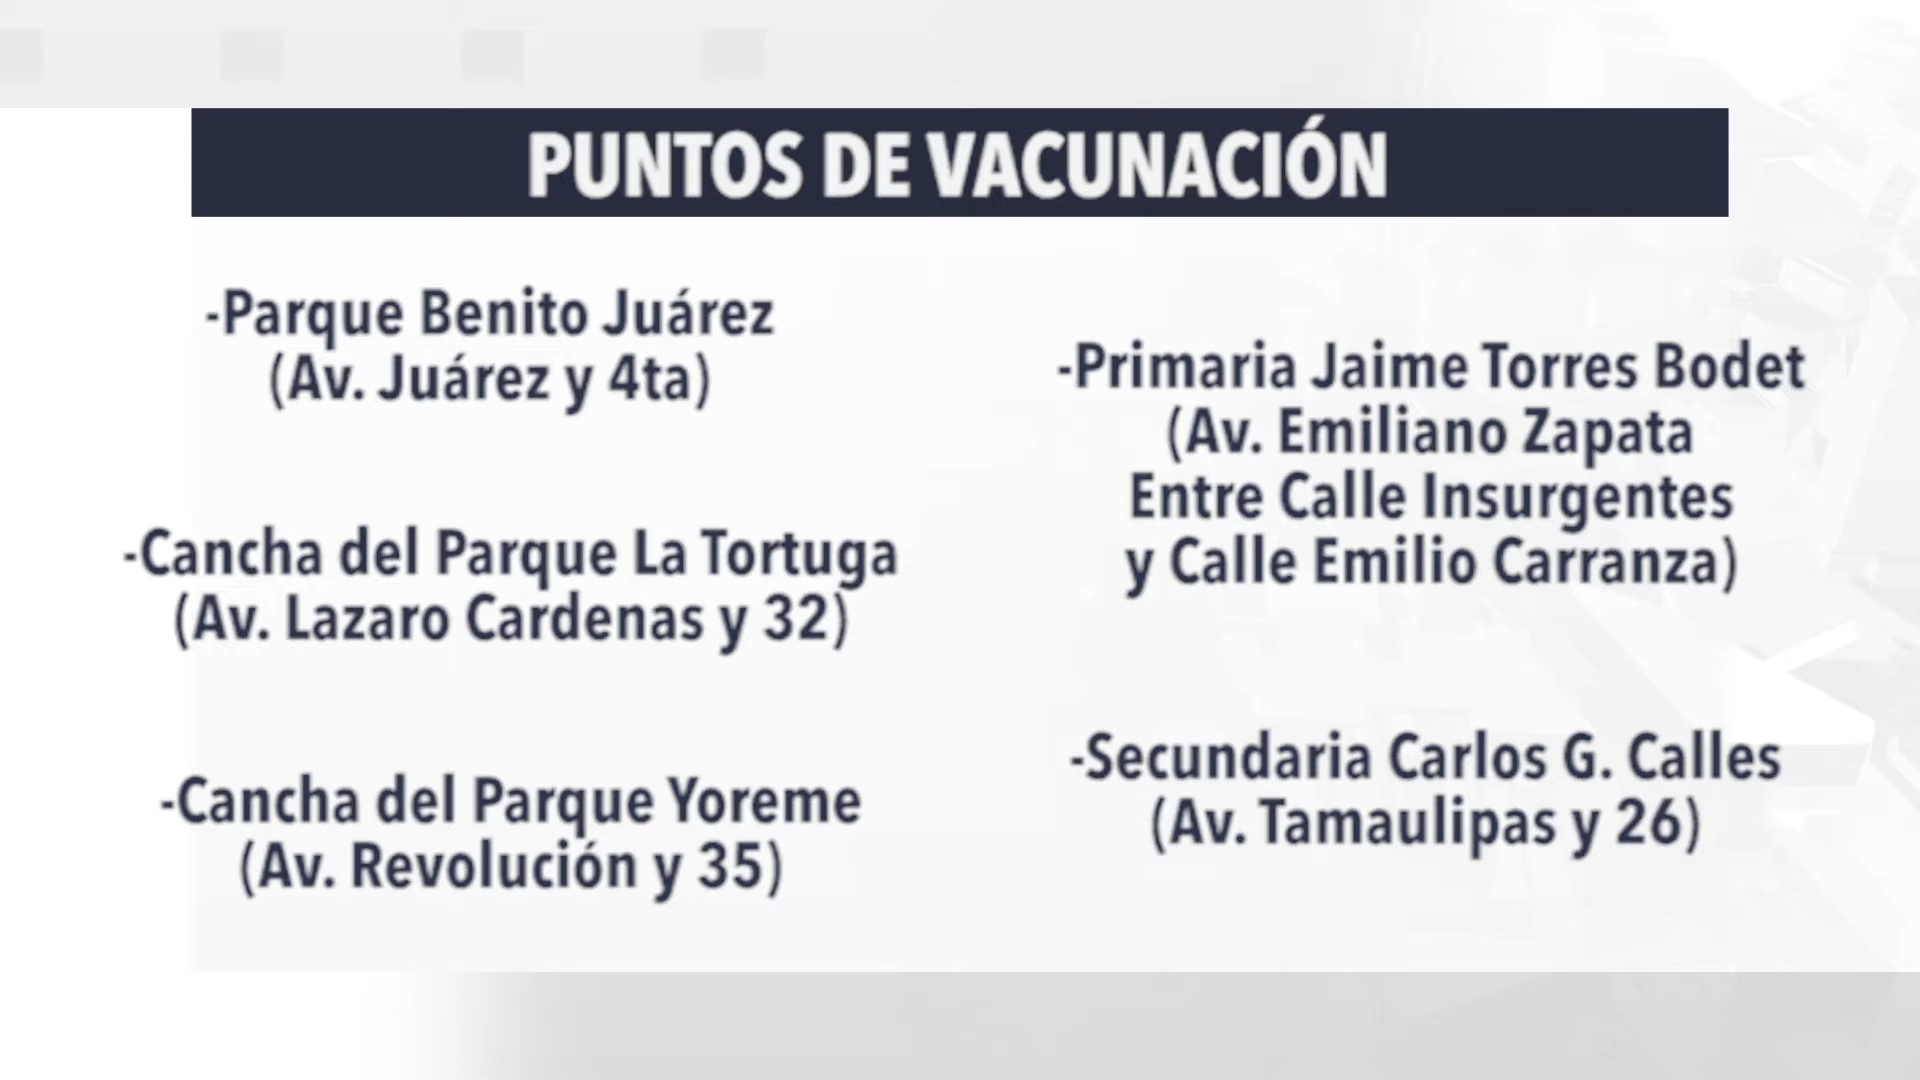 PUNTOS DE VACUNACIÓN
-Parque Benito Juárez
(Av. Juárez y 4ta)
-Cancha del Parque La Tortuga
(Av. Lazaro Cardenas y 32)
-Cancha del Parque Yoreme
(Av. Revolución y 35)
-Primaria Jaime Torres Bodet
(Av. Emiliano Zapata
Entre Calle Insurgentes
y Calle Emilio Carranza)
-Secundaria Carlos G. Calles
(Av. Tamaulipas y 26)